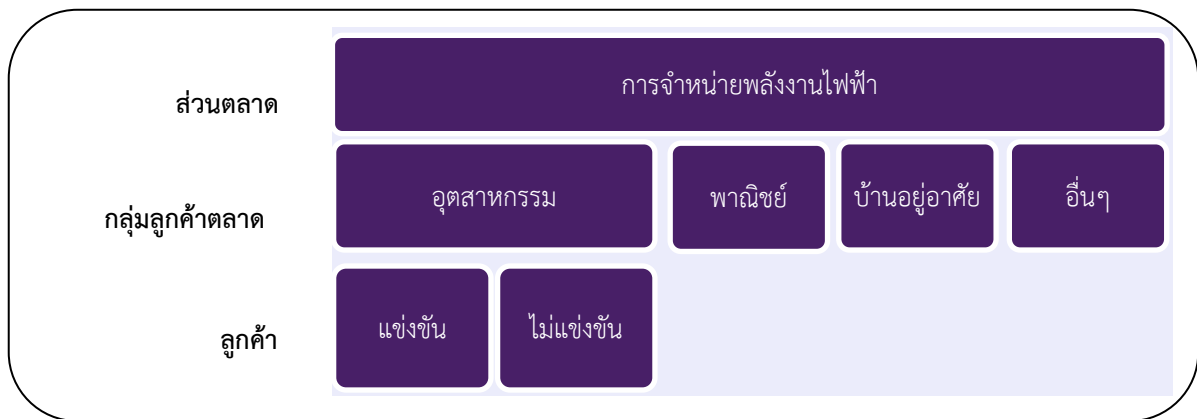 ส่วนตลาด
การจำหน่ายพลังงานไฟฟ้า
กลุ่มลูกค้าตลาด
อุตสาหกรรม
พาณิชย์
บ้านอยู่อาศัย
อื่นๆ
ลูกค้า
แข่งขัน
ไม่แข่งขัน